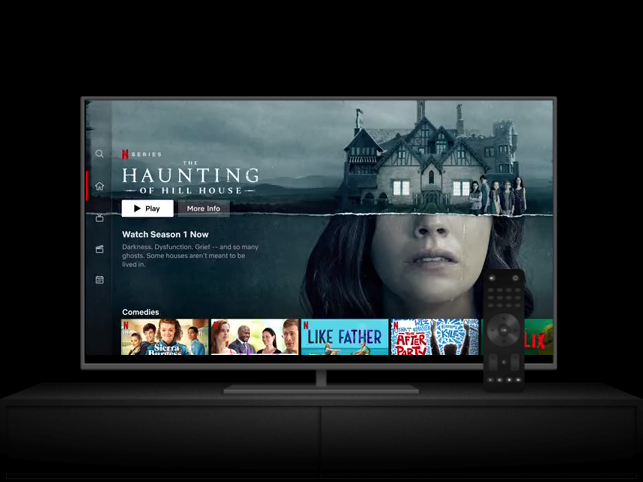 N SERIES
THE
HAUNTING
OF HILL HOUSE
Play
More Info
Watch Season 1 Now
Darkness. Dysfunction. Grief -- and so many
ghosts. Some houses aren't meant to be
lived in.
Comedies
N
Sierra
Burgess
N
N
LIKE FATHER
N
THE
AFTER
PARTY
LIX